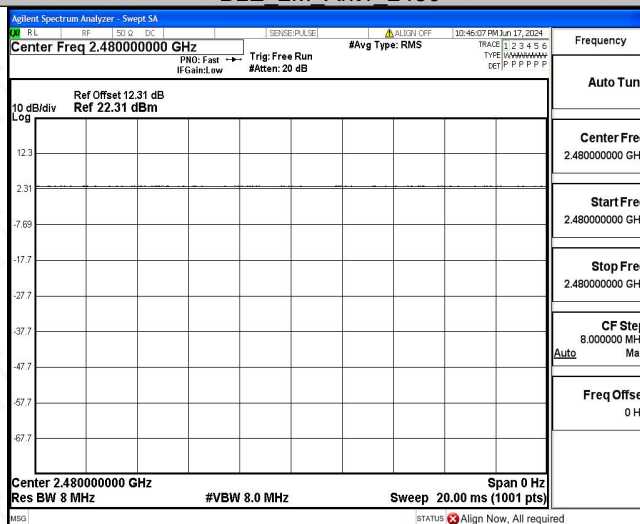 Agilent Spectrum Analyzer - Swept SA
LXI RL RF 50 Ω DC SENSE:PULSE ALIGN OFF 10:46:07 PM Jun 17, 2024
Center Freq 2.480000000 GHz #Avg Type: RMS TRACE 1 2 3 4 5 6
PNO: Fast Trig: Free Run TYPE
IFGain:Low #Atten: 20 dB DET P P P P P P
Ref Offset 12.31 dB
10 dB/div Ref 22.31 dBm
Log
12.3
2.31
-7.69
-17.7
-27.7
-37.7
-47.7
-57.7
-67.7
Center 2.480000000 GHz Span 0 Hz
Res BW 8 MHz #VBW 8.0 MHz Sweep 20.00 ms (1001 pts)
MSG STATUS Align Now, All required
Frequency
Auto Tun
Center Fre
2.480000000 GH
Start Fre
2.480000000 GH
Stop Fre
2.480000000 GH
CF Ste
8.000000 MH
Auto Ma
Freq Offse
0 H